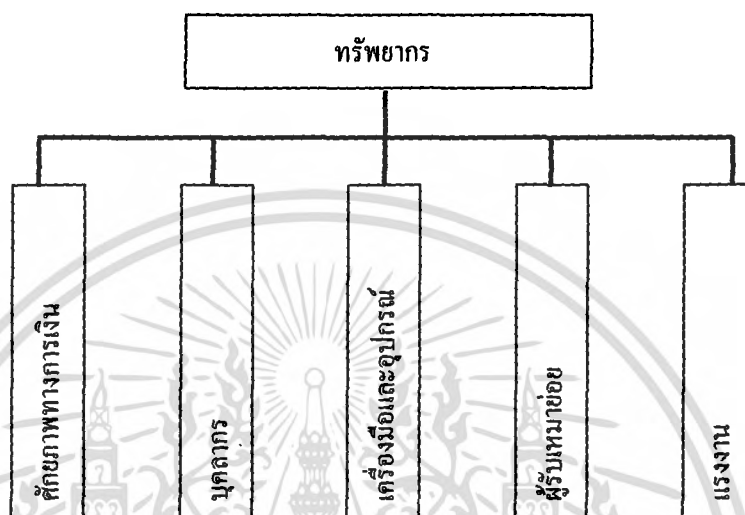 ทรัพยากร
ศักยภาพทางการเงิน
บุคลากร
เครื่องมือและอุปกรณ์
ผู้รับเหมาย่อย
แรงงาน